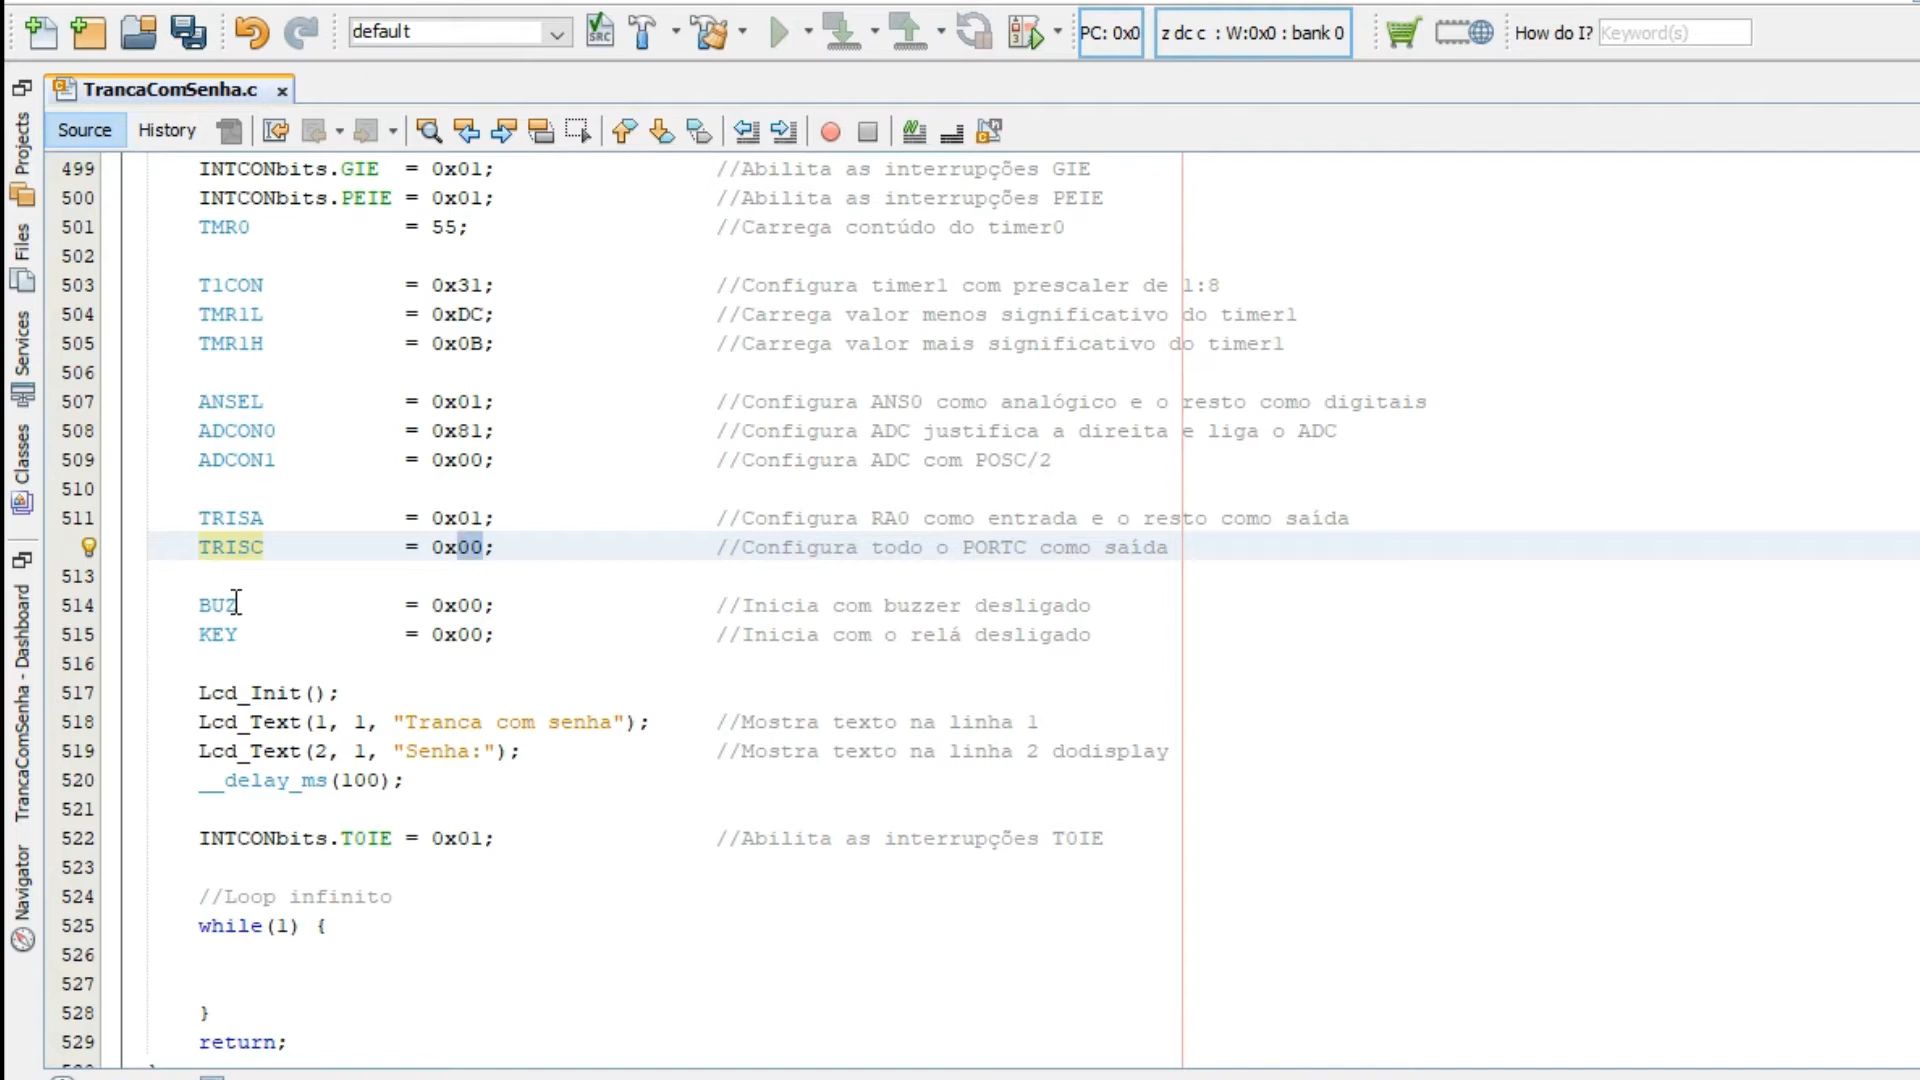 default
SRC
PC: 0x0
z dc c : W:0x0 : bank 0
How do I?
Keyword(s)
TrancaComSenha.c
Source
History
Projects
Files
Services
Classes
TrancaComSenha - Dashboard
Navigator
499 INTCONbits.GIE = 0x01; //Abilita as interrupções GIE
500 INTCONbits.PEIE = 0x01; //Abilita as interrupções PEIE
501 TMR0 = 55; //Carrega contúdo do timer0
502
503 T1CON = 0x31; //Configura timer1 com prescaler de 1:8
504 TMR1L = 0xDC; //Carrega valor menos significativo do timer1
505 TMR1H = 0x0B; //Carrega valor mais significativo do timer1
506
507 ANSEL = 0x01; //Configura ANS0 como analógico e o resto como digitais
508 ADCON0 = 0x81; //Configura ADC justifica a direita e liga o ADC
509 ADCON1 = 0x00; //Configura ADC com POSC/2
510
511 TRISA = 0x01; //Configura RA0 como entrada e o resto como saída
TRISC = 0x00; //Configura todo o PORTC como saída
513
514 BUZ = 0x00; //Inicia com buzzer desligado
515 KEY = 0x00; //Inicia com o relá desligado
516
517 Lcd_Init();
518 Lcd_Text(1, 1, "Tranca com senha"); //Mostra texto na linha 1
519 Lcd_Text(2, 1, "Senha:"); //Mostra texto na linha 2 dodisplay
520 __delay_ms(100);
521
522 INTCONbits.T0IE = 0x01; //Abilita as interrupções T0IE
523
524 //Loop infinito
525 while(1) {
526
527
528 }
529 return;